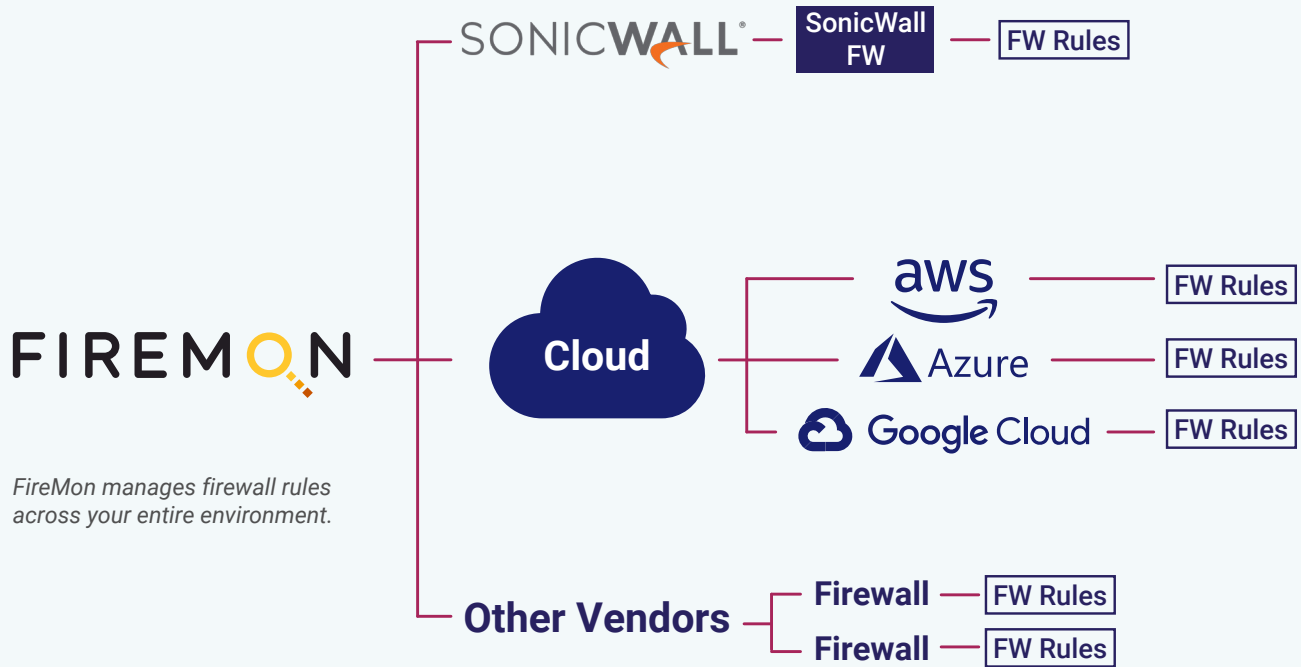 SONICWALL®
SonicWall
FW
FW Rules
FIREMON
FireMon manages firewall rules
across your entire environment.
Cloud
aws
FW Rules
Azure
FW Rules
Google Cloud
FW Rules
Other Vendors
Firewall
FW Rules
Firewall
FW Rules